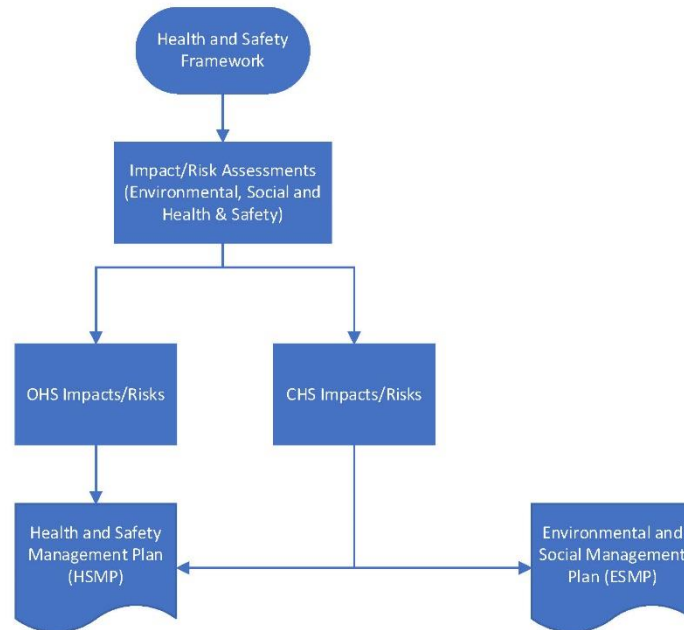 Health and Safety
Framework
Impact/Risk Assessments
(Environmental, Social and
Health & Safety)
OHS Impacts/Risks
CHS Impacts/Risks
Health and Safety
Management Plan
(HSMP)
Environmental and
Social Management
Plan (ESMP)